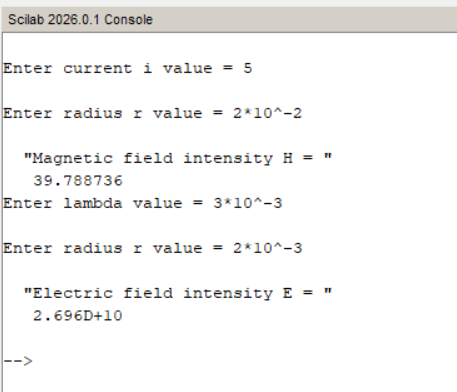 Scilab 2026.0.1 Console
Enter current i value = 5
Enter radius r value = 2*10^-2
"Magnetic field intensity H = "
39.788736
Enter lambda value = 3*10^-3
Enter radius r value = 2*10^-3
"Electric field intensity E = "
2.696D+10
-->